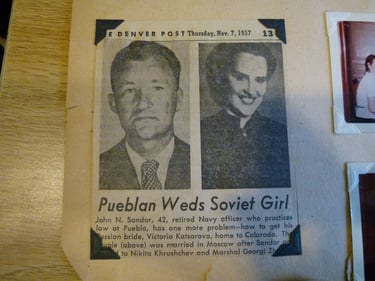 E DENVER POST Thursday, Nov. 7, 1957 13
Pueblan Weds Soviet Girl
John N. Sandor, 42, retired Navy officer who practices
law at Pueblo, has one more problem—how to get his
ussian bride, Victoria Katsarova, home to Colorado. The
ple (above) was married in Moscow after Sandor
d to Nikita Khrushchev and Marshal Georgi